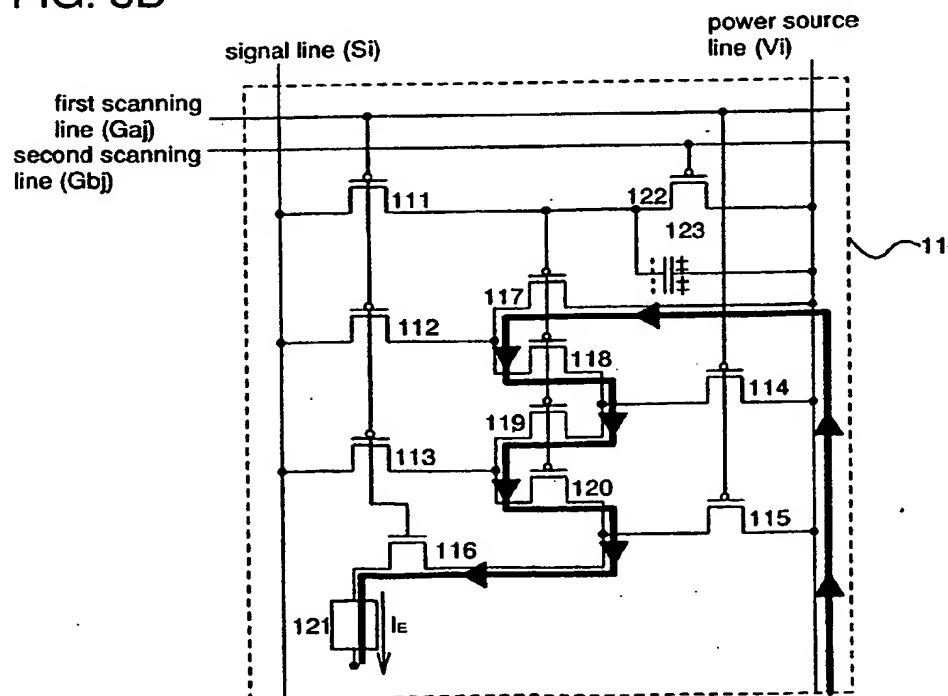 power source
line (Vi)
signal line (Si)
first scanning
line (Gaj)
second scanning
line (Gbj)
111
122
123
11
117
112
118
114
119
113
120
115
116
121
IE